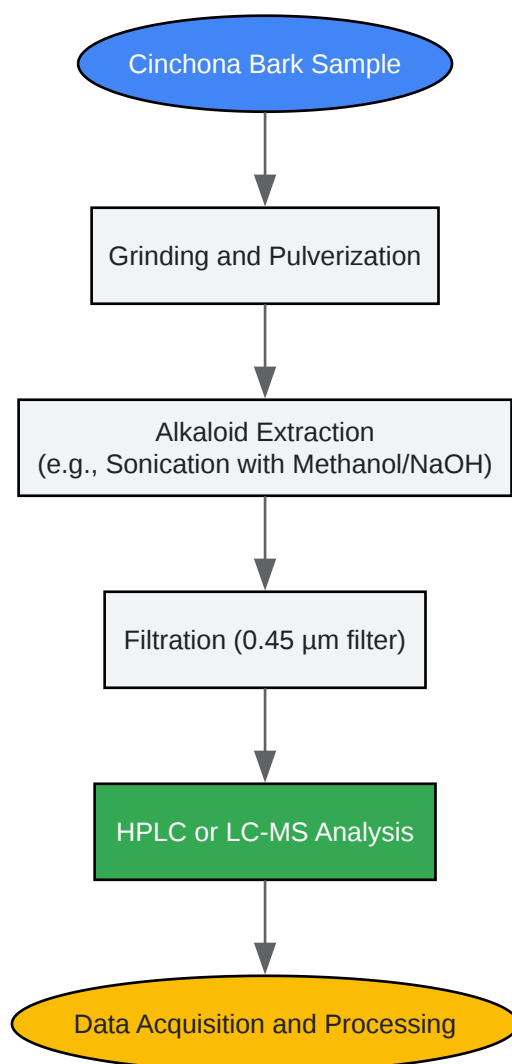 Cinchona Bark Sample
Grinding and Pulverization
Alkaloid Extraction
(e.g., Sonication with Methanol/NaOH)
Filtration (0.45 µm filter)
HPLC or LC-MS Analysis
Data Acquisition and Processing